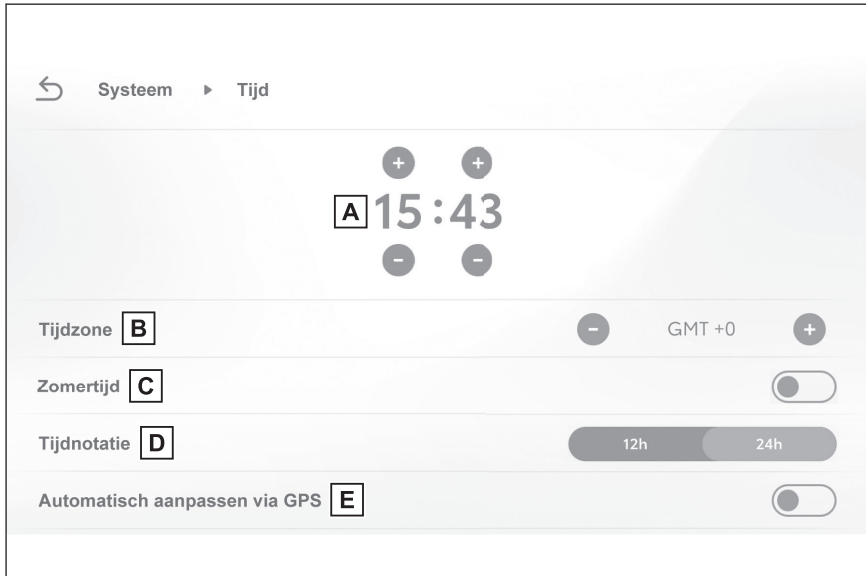 Systeem ▸ Tijd
+ +
A 15:43
- -
Tijdzone B - GMT +0 +
Zomertijd C
Tijdnotatie D 12h 24h
Automatisch aanpassen via GPS E